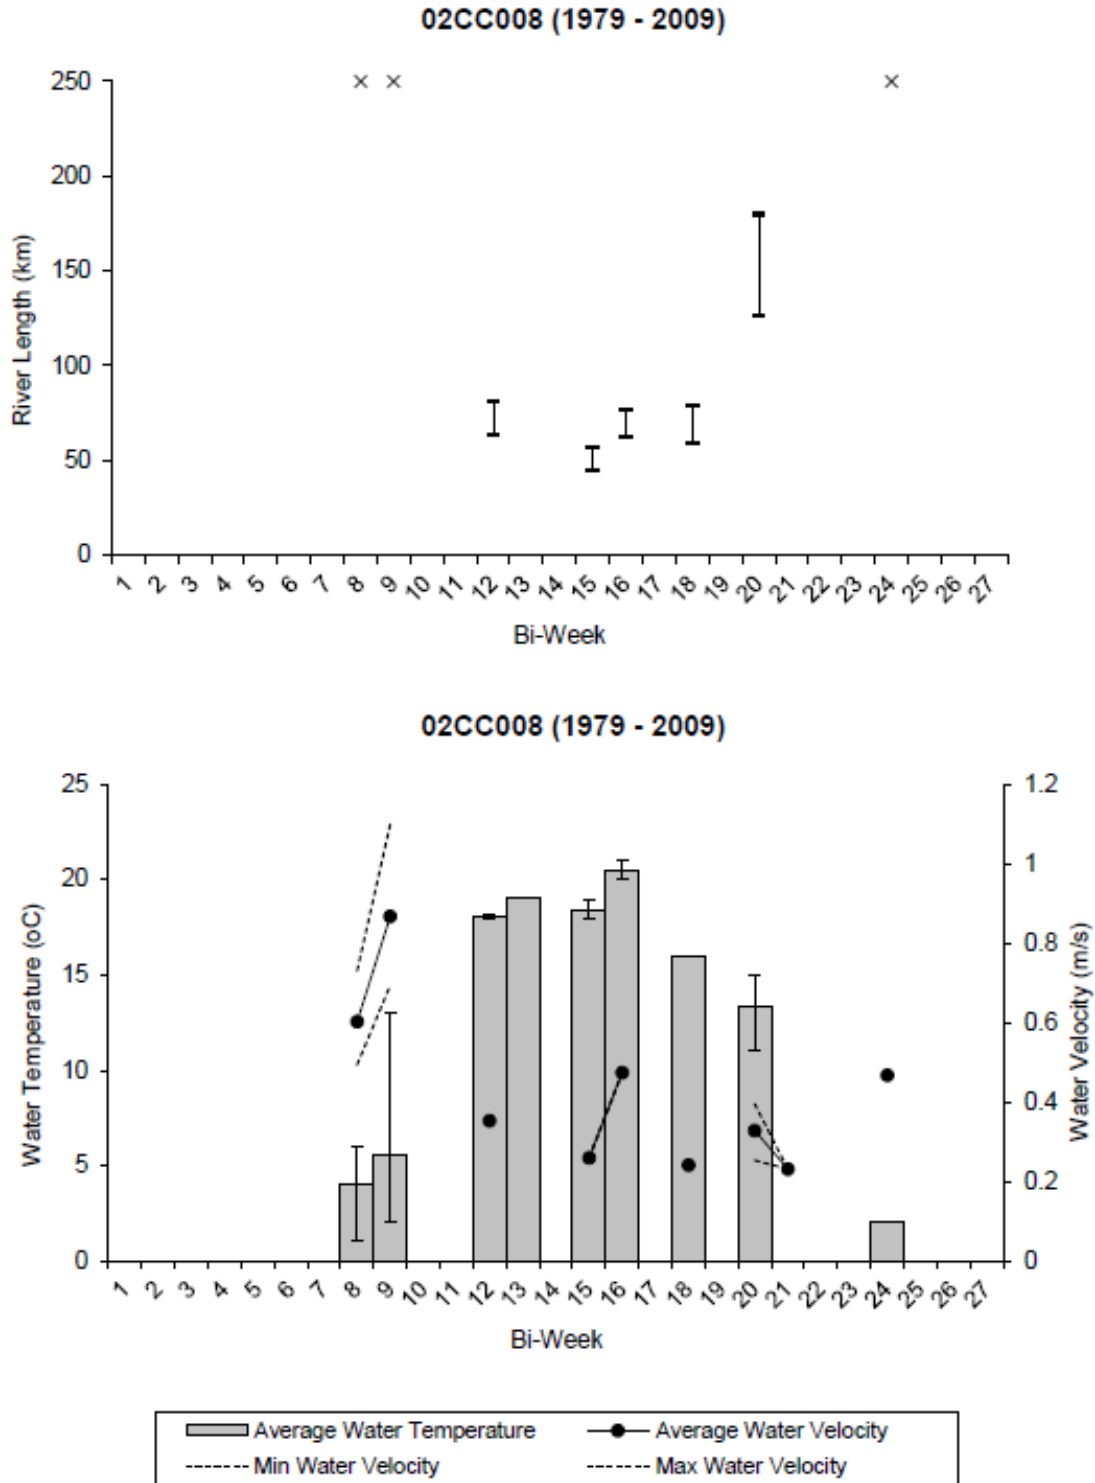 02CC008 (1979 - 2009)
250
200
150
100
50
0
River Length (km)
1 2 3 4 5 6 7 8 9 10 11 12 13 14 15 16 17 18 19 20 21 22 23 24 25 26 27
Bi-Week
02CC008 (1979 - 2009)
25
20
15
10
5
0
Water Temperature (oC)
1.2
1
0.8
0.6
0.4
0.2
0
Water Velocity (m/s)
1 2 3 4 5 6 7 8 9 10 11 12 13 14 15 16 17 18 19 20 21 22 23 24 25 26 27
Bi-Week
Average Water Temperature Average Water Velocity
Min Water Velocity Max Water Velocity